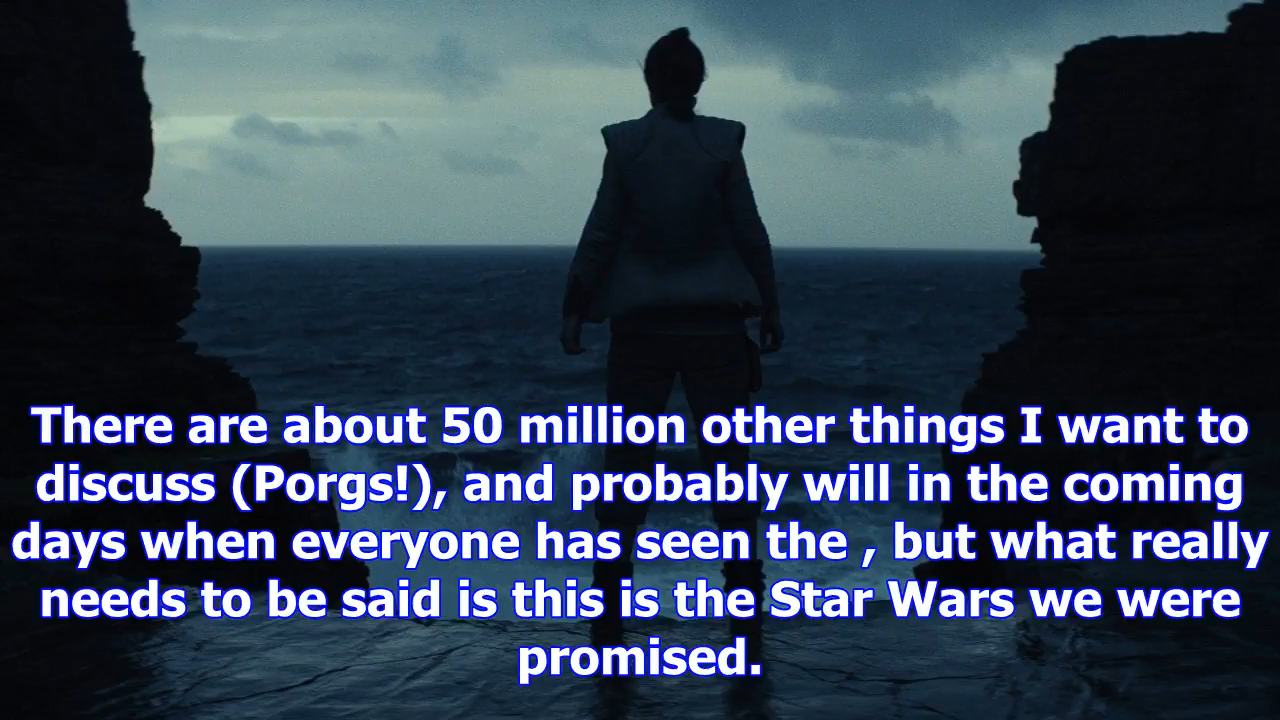 There are about 50 million other things I want to
discuss (Porgs!), and probably will in the coming
days when everyone has seen the , but what really
needs to be said is this is the Star Wars we were
promised.